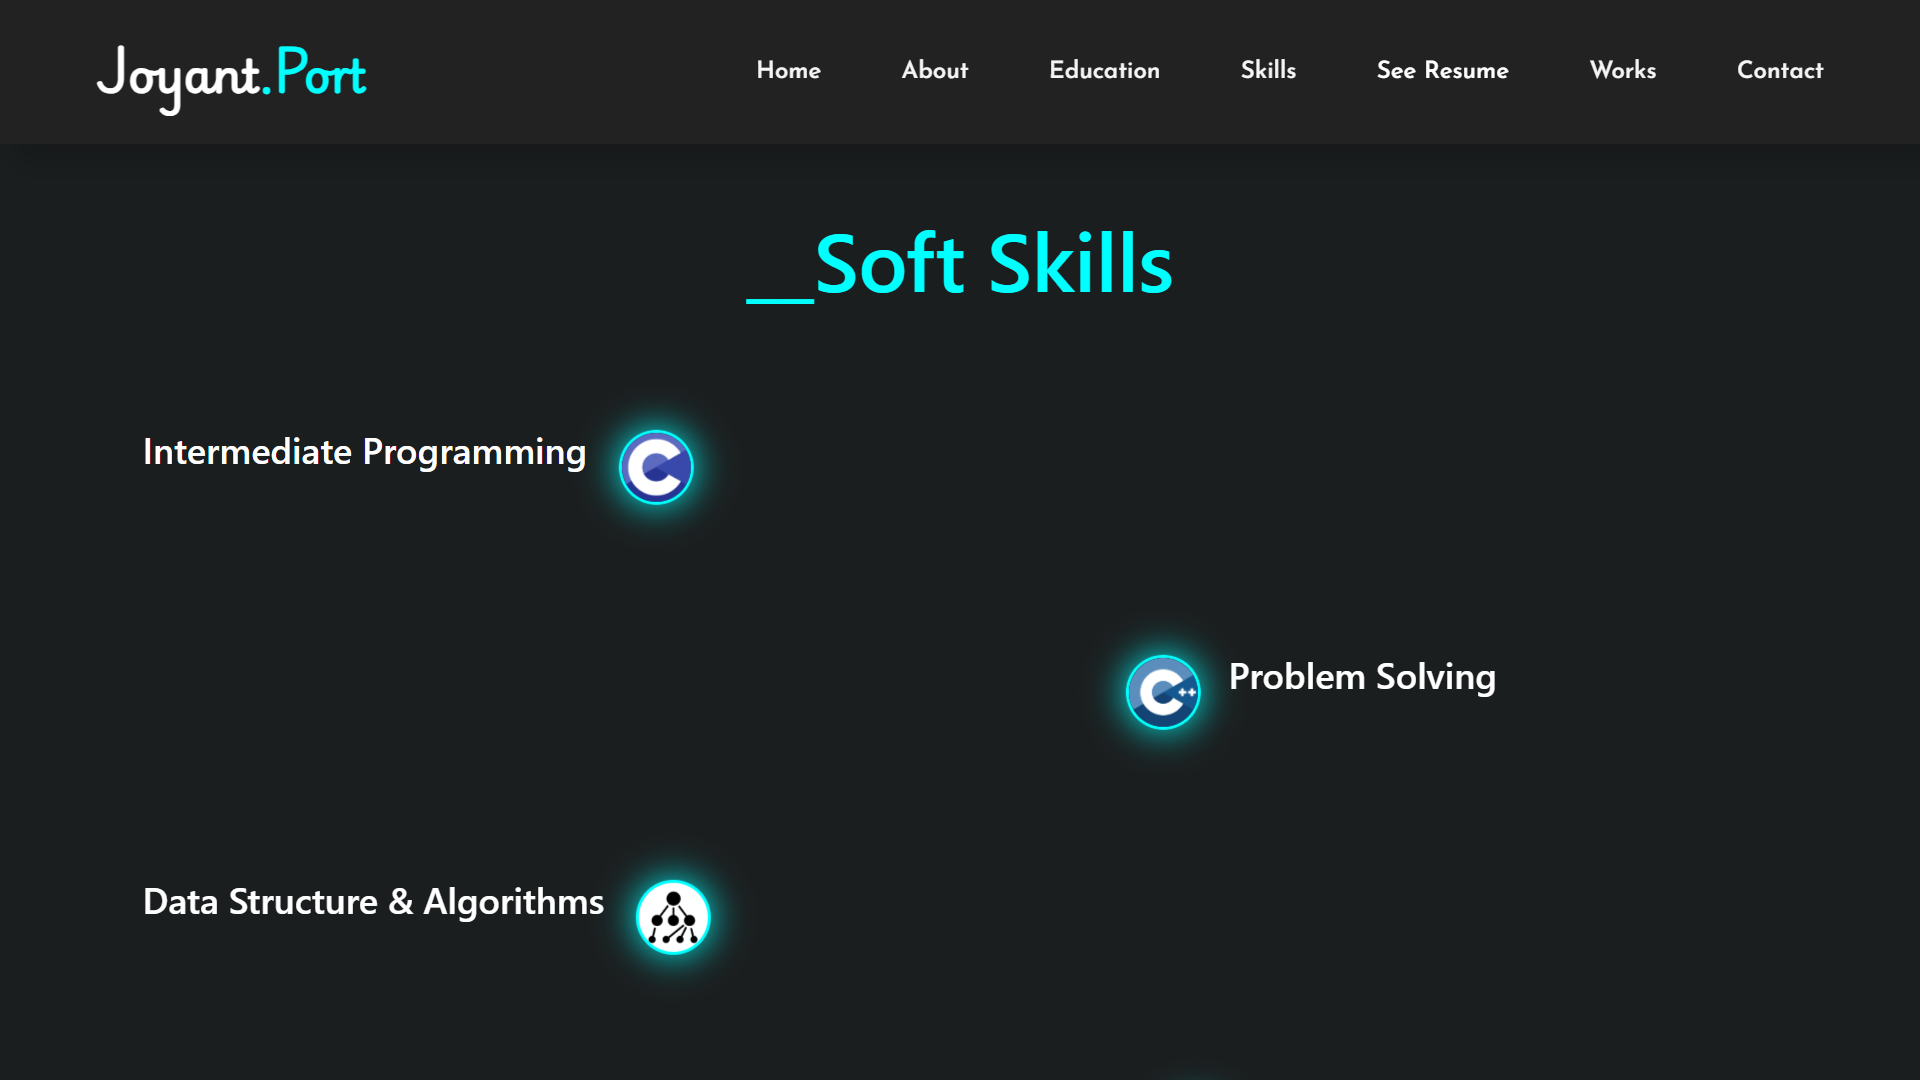 Joyant.Port
Home About Education Skills See Resume Works Contact
__Soft Skills
Intermediate Programming
C
C++
Problem Solving
Data Structure & Algorithms